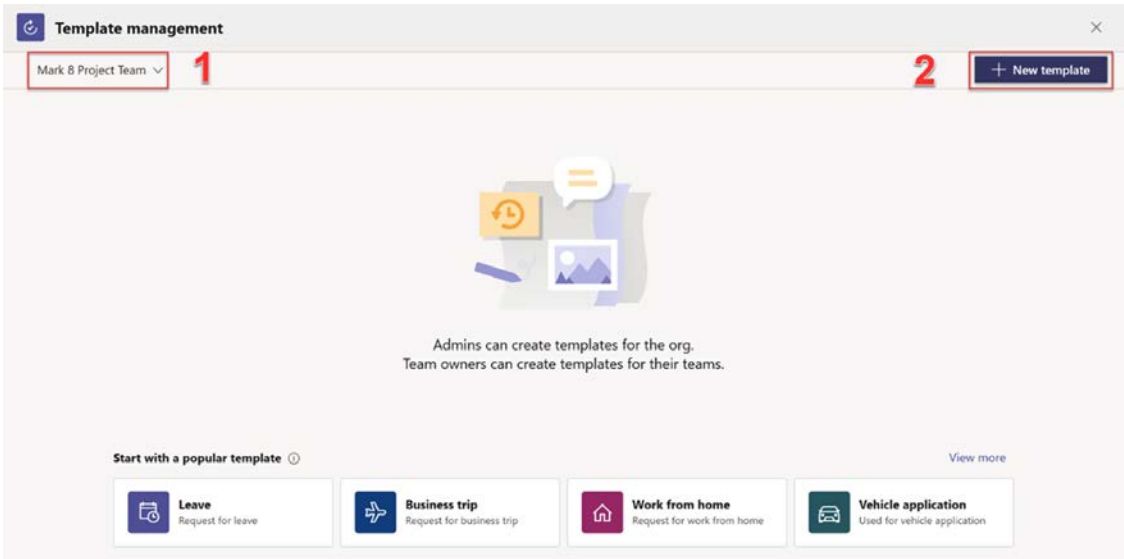 Template management
Mark 8 Project Team
1
2
New template
Admins can create templates for the org.
Team owners can create templates for their teams.
Start with a popular template
View more
Leave
Request for leave
Business trip
Request for business trip
Work from home
Request for work from home
Vehicle application
Used for vehicle application